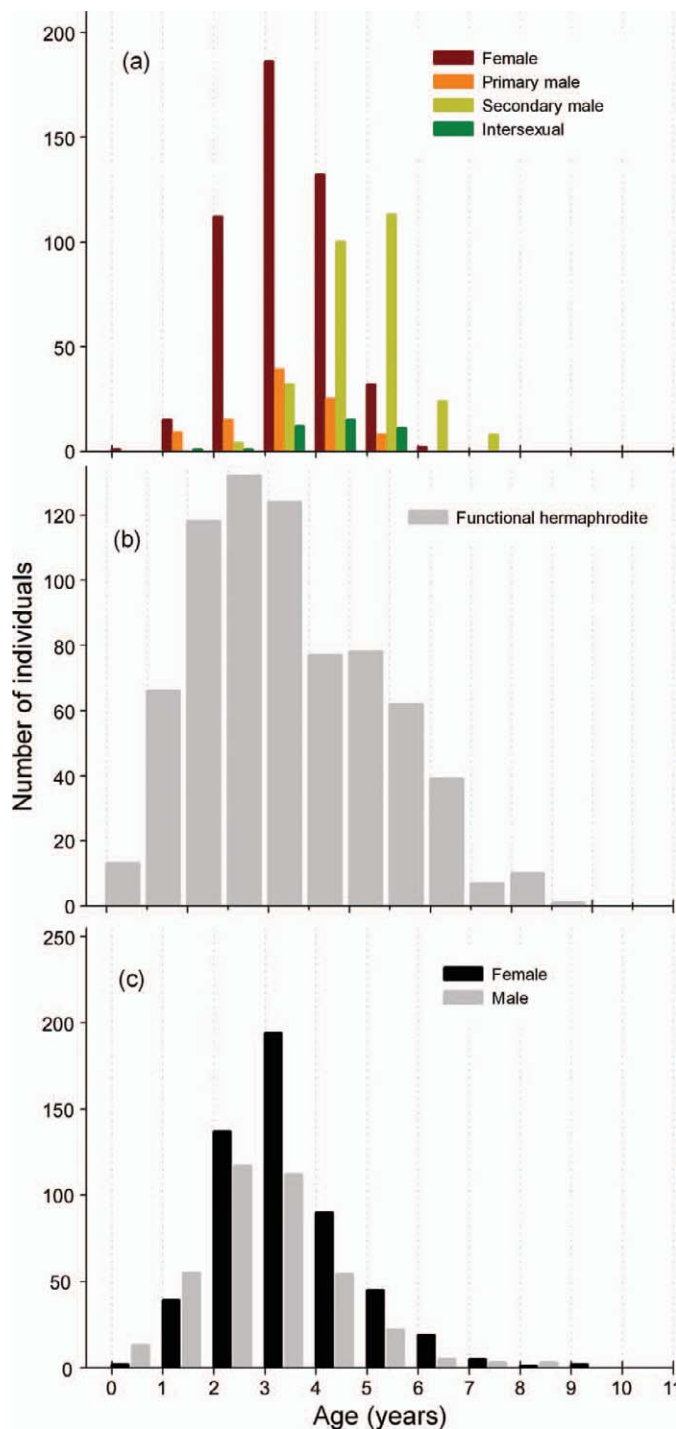 200
150
100
50
0
(a)
Female
Primary male
Secondary male
Intersexual
120
100
80
60
40
20
0
(b)
Functional hermaphrodite
Number of individuals
250
200
150
100
50
0
(c)
Female
Male
0 1 2 3 4 5 6 7 8 9 10 11
Age (years)